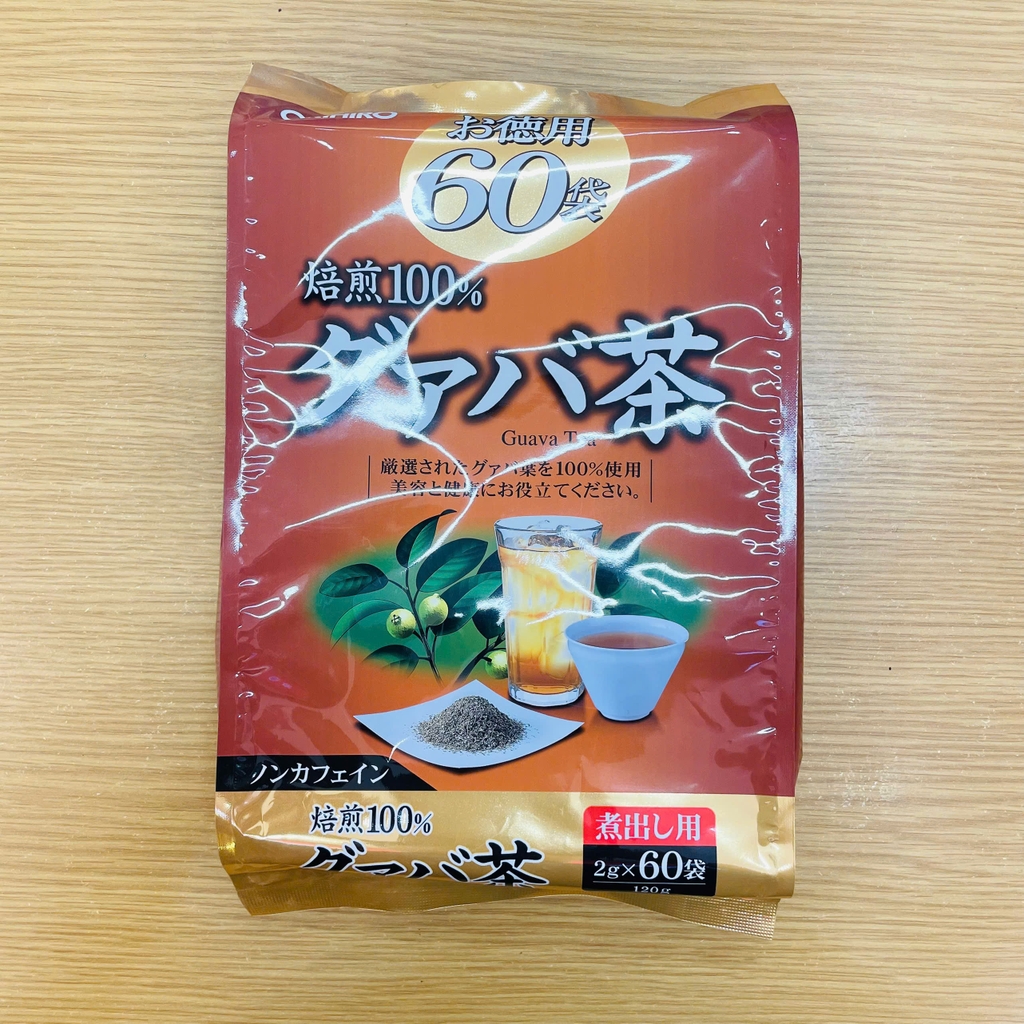 お徳用
60袋
焙煎100%
グァバ茶
Guava Tea
厳選されたグァバ葉を100%使用
美容と健康にお役立てください。
ノンカフェイン
焙煎100%
グァバ茶
煮出し用
2g×60袋
120g